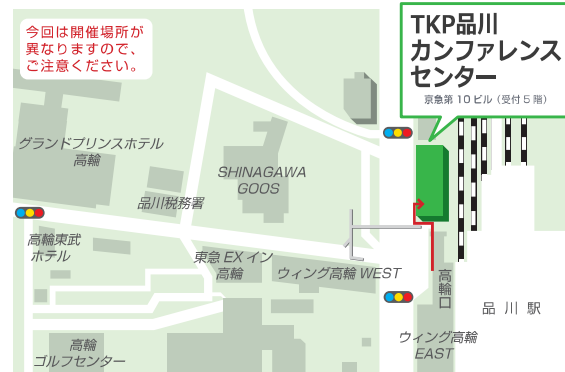 今回は開催場所が
異なりますので、
ご注意ください。
TKP品川
カンファレンス
センター
京急第10ビル（受付5階）
グランドプリンスホテル
高輪
SHINAGAWA
GOOS
品川税務署
高輪東武
ホテル
東急EXイン
高輪
ウィング高輪 WEST
高輪口
品川駅
ウィング高輪
EAST
高輪
ゴルフセンター